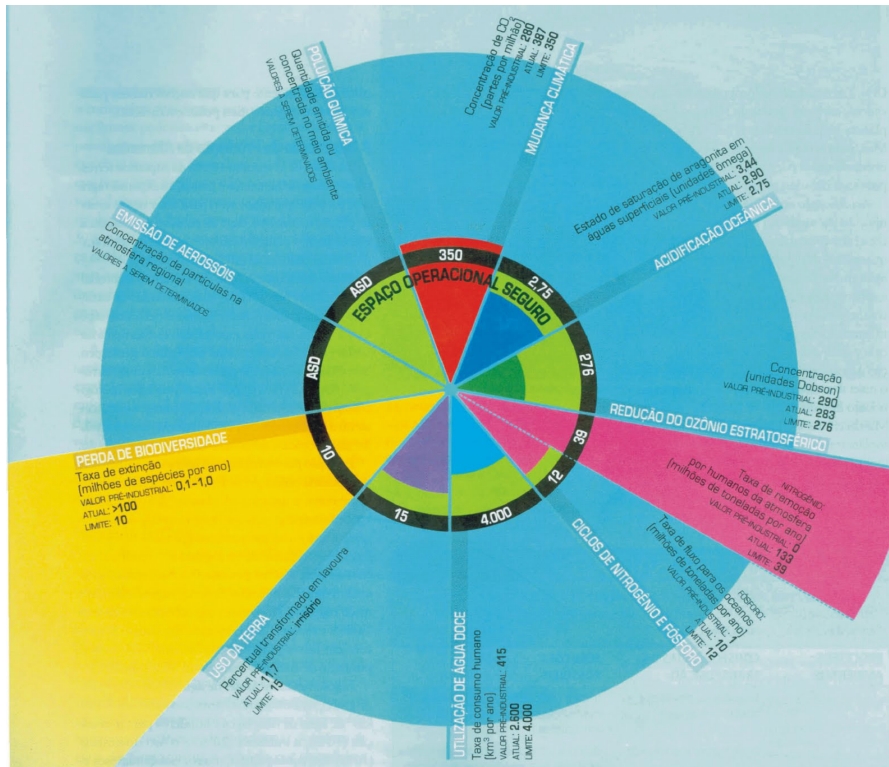 POLUIÇÃO QUÍMICA
Quantidade emitida ou
concentrada no meio ambiente
VALORES A SEREM DETERMINADOS
Concentração de CO₂
[partes por milhão]
VALOR PRÉ-INDUSTRIAL: 280
ATUAL: 387
LIMITE: 350
MUDANÇA CLIMÁTICA
Estado de saturação de aragonita em
águas superficiais [unidades ômega]
VALOR PRÉ-INDUSTRIAL: 3,44
ATUAL: 2,90
LIMITE: 2,75
ACIDIFICAÇÃO OCEÂNICA
EMISSÃO DE AEROSSÓIS
Concentração de partículas na
atmosfera regional
VALORES A SEREM DETERMINADOS
ESPAÇO OPERACIONAL SEGURO
ASD
350
2,75
276
39
12
4.000
15
10
ASD
Concentração
[unidades Dobson]
VALOR PRÉ-INDUSTRIAL: 290
ATUAL: 283
LIMITE: 276
REDUÇÃO DO OZÔNIO ESTRATOSFÉRICO
NITROGÊNIO:
Taxa de remoção
por humanos da atmosfera
[milhões de toneladas por ano]
VALOR PRÉ-INDUSTRIAL: 0
ATUAL: 133
LIMITE: 39
FÓSFORO:
Taxa de fluxo para os oceanos
[milhões de toneladas por ano]
VALOR PRÉ-INDUSTRIAL: 1
ATUAL: 10
LIMITE: 12
CICLOS DE NITROGÊNIO E FÓSFORO
UTILIZAÇÃO DE ÁGUA DOCE
Taxa de consumo humano
[km³ por ano]
VALOR PRÉ-INDUSTRIAL: 415
ATUAL: 2.600
LIMITE: 4.000
USO DA TERRA
Percentual transformado em lavoura
VALOR PRÉ-INDUSTRIAL: irrisório
ATUAL: 11,7
LIMITE: 15
PERDA DE BIODIVERSIDADE
Taxa de extinção
[milhões de espécies por ano]
VALOR PRÉ-INDUSTRIAL: 0,1–1,0
ATUAL: >100
LIMITE: 10